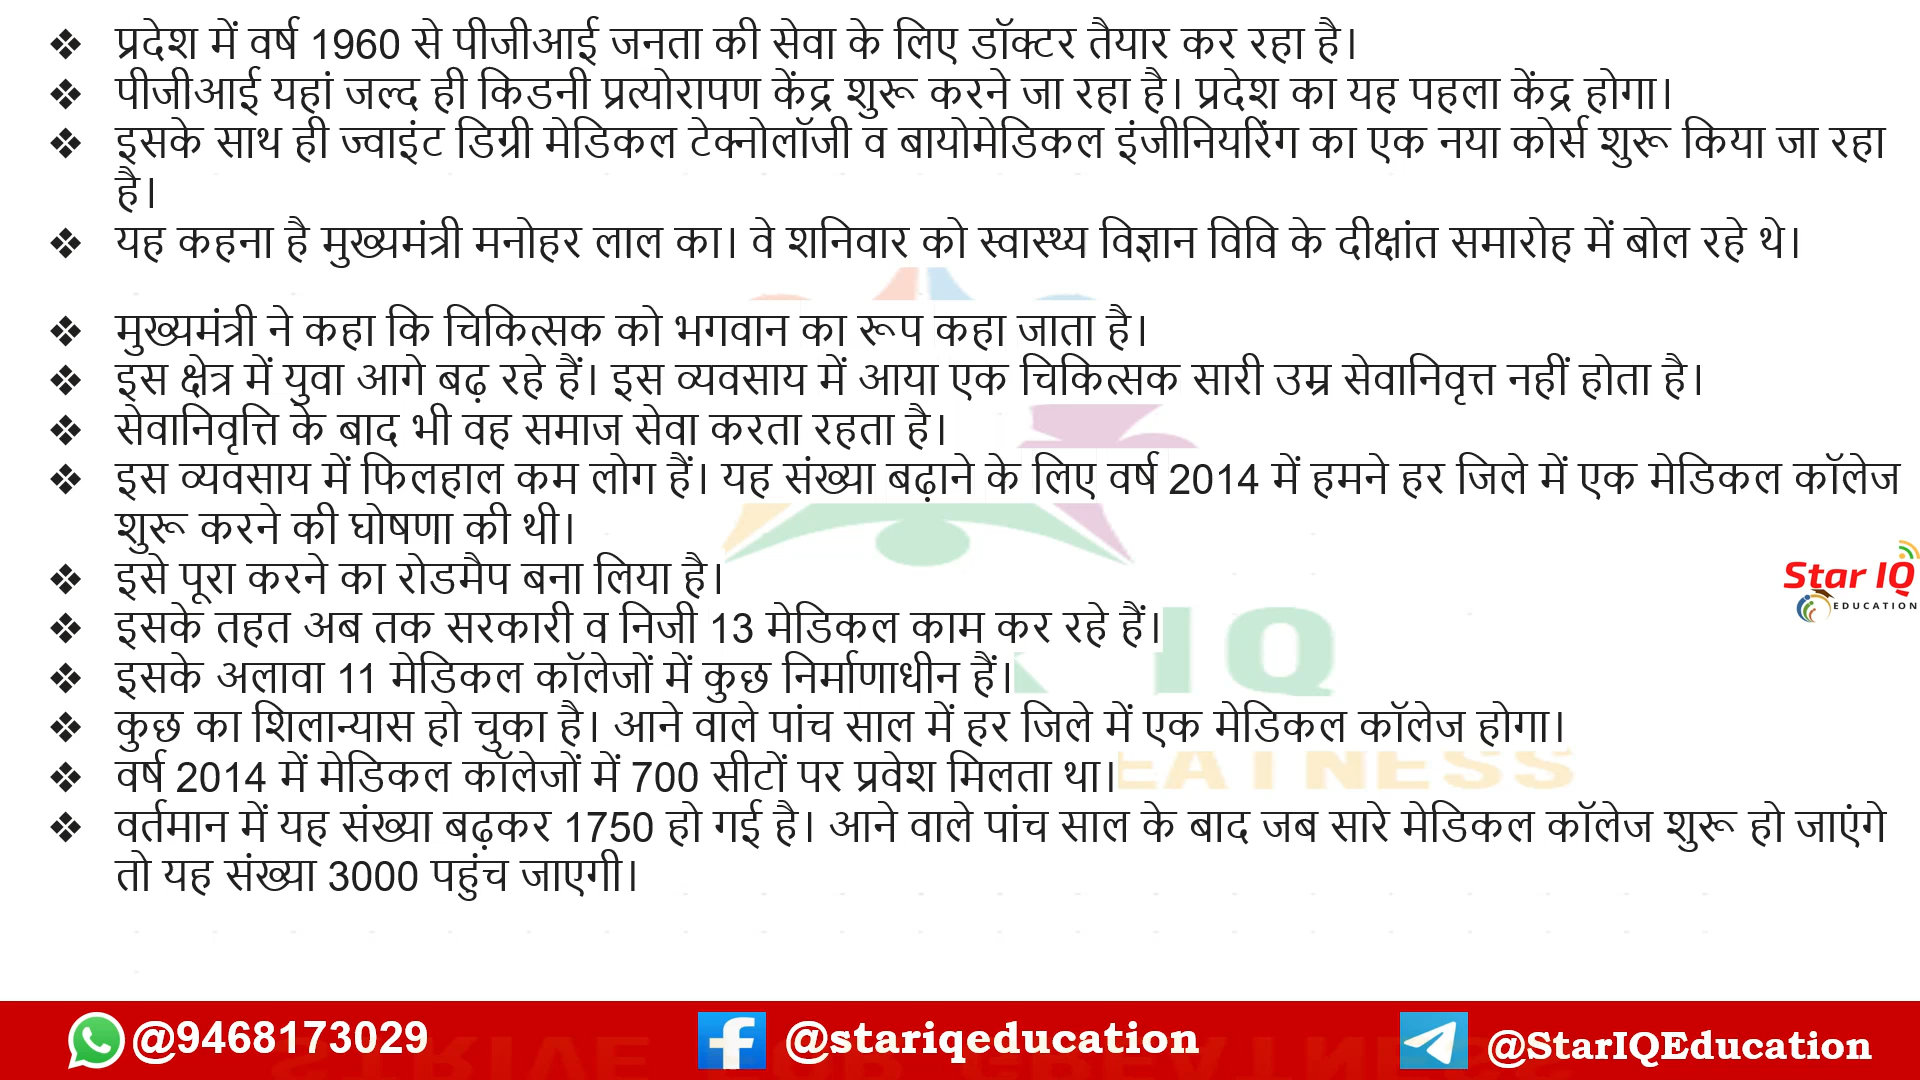 ❖ प्रदेश में वर्ष 1960 से पीजीआई जनता की सेवा के लिए डॉक्टर तैयार कर रहा है।
❖ पीजीआई यहां जल्द ही किडनी प्रत्योरापण केंद्र शुरू करने जा रहा है। प्रदेश का यह पहला केंद्र होगा।
❖ इसके साथ ही ज्वाइंट डिग्री मेडिकल टेक्नोलॉजी व बायोमेडिकल इंजीनियरिंग का एक नया कोर्स शुरू किया जा रहा
है।
❖ यह कहना है मुख्यमंत्री मनोहर लाल का। वे शनिवार को स्वास्थ्य विज्ञान विवि के दीक्षांत समारोह में बोल रहे थे।
❖ मुख्यमंत्री ने कहा कि चिकित्सक को भगवान का रूप कहा जाता है।
❖ इस क्षेत्र में युवा आगे बढ़ रहे हैं। इस व्यवसाय में आया एक चिकित्सक सारी उम्र सेवानिवृत्त नहीं होता है।
❖ सेवानिवृत्ति के बाद भी वह समाज सेवा करता रहता है।
❖ इस व्यवसाय में फिलहाल कम लोग हैं। यह संख्या बढ़ाने के लिए वर्ष 2014 में हमने हर जिले में एक मेडिकल कॉलेज
शुरू करने की घोषणा की थी।
❖ इसे पूरा करने का रोडमैप बना लिया है।
Star IQ
EDUCATION
❖ इसके तहत अब तक सरकारी व निजी 13 मेडिकल काम कर रहे हैं।
IQ
❖ इसके अलावा 11 मेडिकल कॉलेजों में कुछ निर्माणाधीन हैं।
❖ कुछ का शिलान्यास हो चुका है। आने वाले पांच साल में हर जिले में एक मेडिकल कॉलेज होगा।
❖ वर्ष 2014 में मेडिकल कॉलेजों में 700 सीटों पर प्रवेश मिलता था।
EATNESS
❖ वर्तमान में यह संख्या बढ़कर 1750 हो गई है। आने वाले पांच साल के बाद जब सारे मेडिकल कॉलेज शुरू हो जाएंगे
तो यह संख्या 3000 पहुंच जाएगी।
@9468173029
@stariqeducation
@StarIQEducation